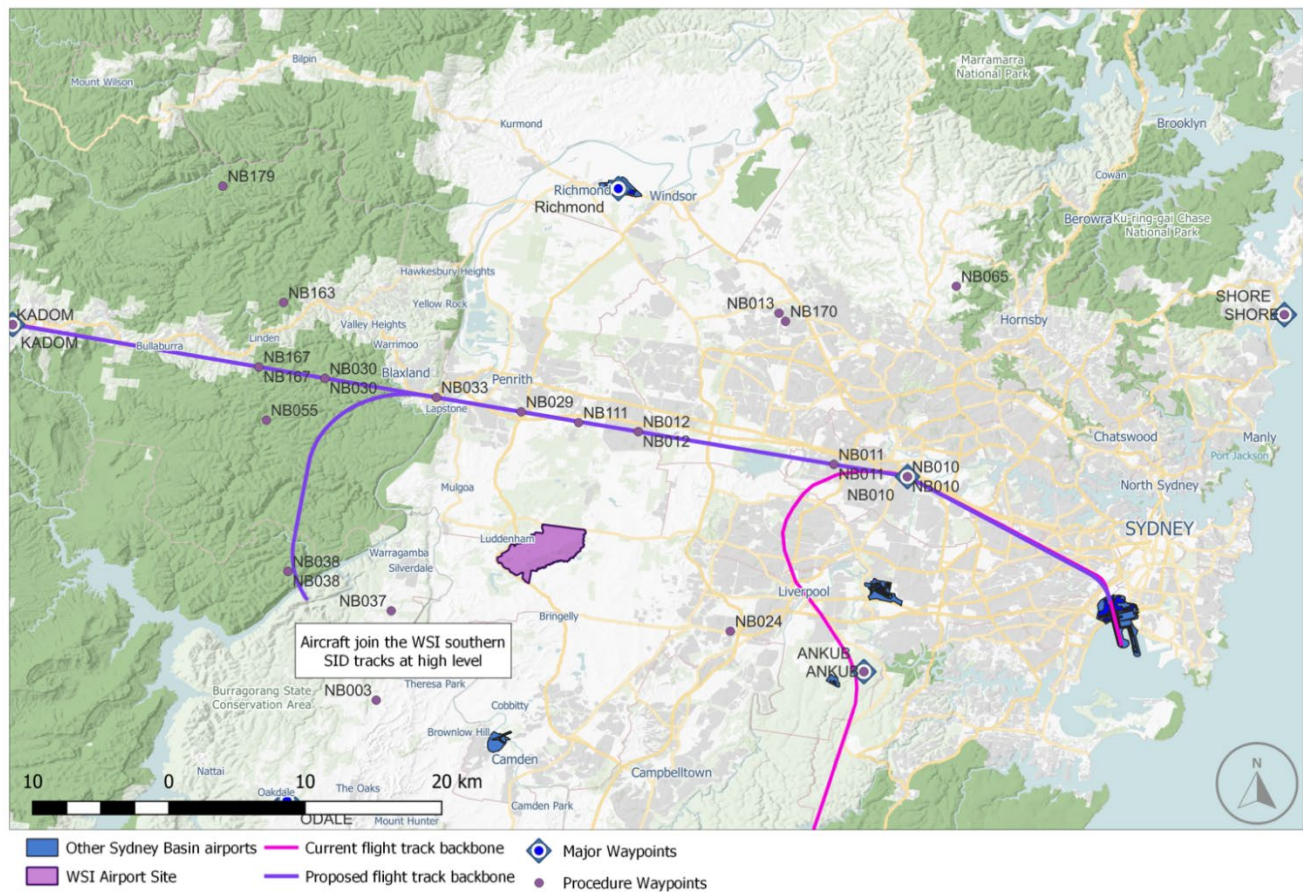 Bilpin
Mount Wilson
Marramarra
National Park
Kurmond
Brooklyn
NB179
Richmond
Richmond
Windsor
Cowan
Berowra
Ku-ring-gai Chase
National Park
Hawkesbury Heights
NB065
NB163
Yellow Rock
NB013
NB170
SHORE
SHORE
Hornsby
KADOM
KADOM
Valley Heights
Linden
Warrimoo
Bullaburra
NB167
NB167
NB030
NB030
Blaxland
Penrith
NB033
Lapstone
NB029
NB055
NB111
NB012
NB012
Chatswood
Manly
Port Jackson
NB011
NB011
NB010
NB010
NB010
North Sydney
Mulgoa
SYDNEY
Luddenham
Warragamba
Silverdale
NB038
NB038
NB037
Liverpool
Bringelly
NB024
Aircraft join the WSI southern
SID tracks at high level
ANKUB
ANKUB
Theresa Park
Burragorang State
Conservation Area
NB003
Cobbitty
Brownlow Hill
Camden
Nattai
Campbelltown
10 0 10 20 km
Oakdale
The Oaks
Camden Park
ODALE
Mount Hunter
N
Other Sydney Basin airports
Current flight track backbone
Major Waypoints
WSI Airport Site
Proposed flight track backbone
Procedure Waypoints